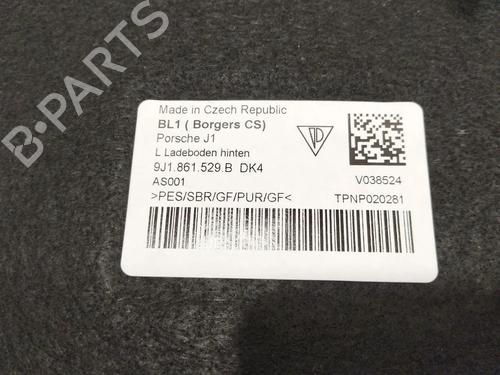 Made in Czech Republic
BL1 ( Borgers CS)
Porsche J1
L Ladeboden hinten
9J1.861.529.B DK4
AS001 V038524
>PES/SBR/GF/PUR/GF< TPNP020281
B-PARTS